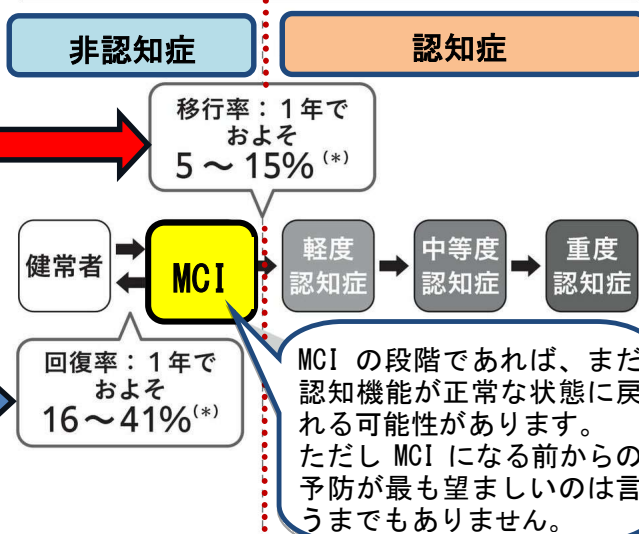 非認知症
認知症
移行率：1年で
およそ
5～15%(*)
健常者
MCI
軽度
認知症
中等度
認知症
重度
認知症
回復率：1年で
およそ
16～41%(*)
MCI の段階であれば、まだ
認知機能が正常な状態に戻
れる可能性があります。
ただし MCI になる前からの
予防が最も望ましいのは言
うまでもありません。